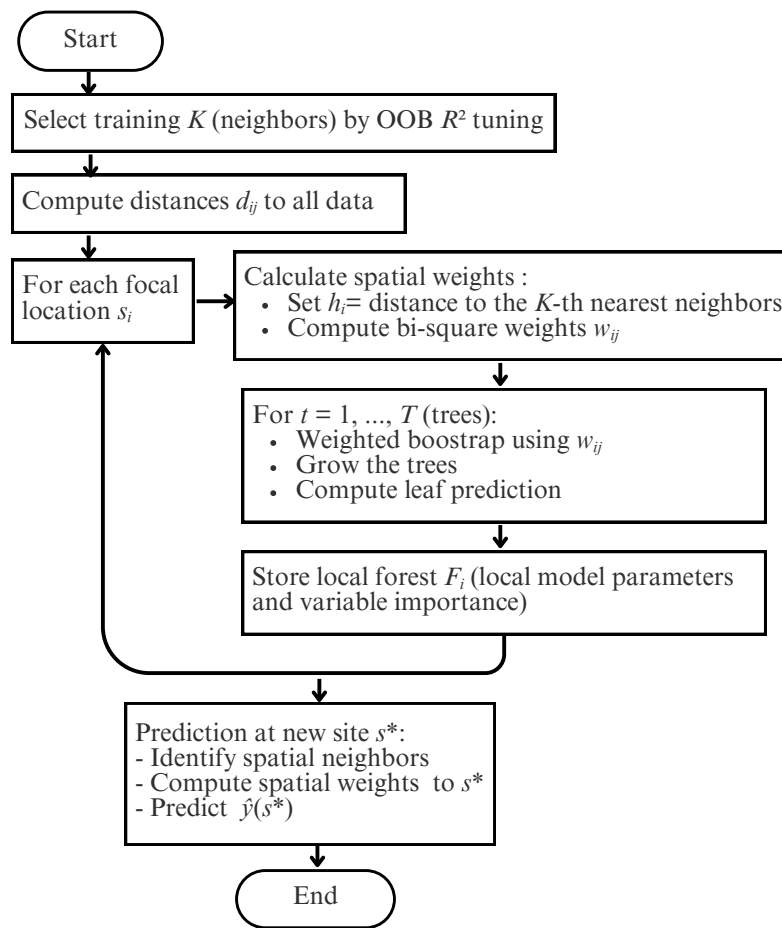 Start
Select training K (neighbors) by OOB R² tuning
Compute distances dij to all data
For each focal
location si
Calculate spatial weights :
• Set hi= distance to the K-th nearest neighbors
• Compute bi-square weights wij
For t = 1, ..., T (trees):
• Weighted boostrap using wij
• Grow the trees
• Compute leaf prediction
Store local forest Fi (local model parameters
and variable importance)
Prediction at new site s*:
- Identify spatial neighbors
- Compute spatial weights to s*
- Predict ŷ(s*)
End